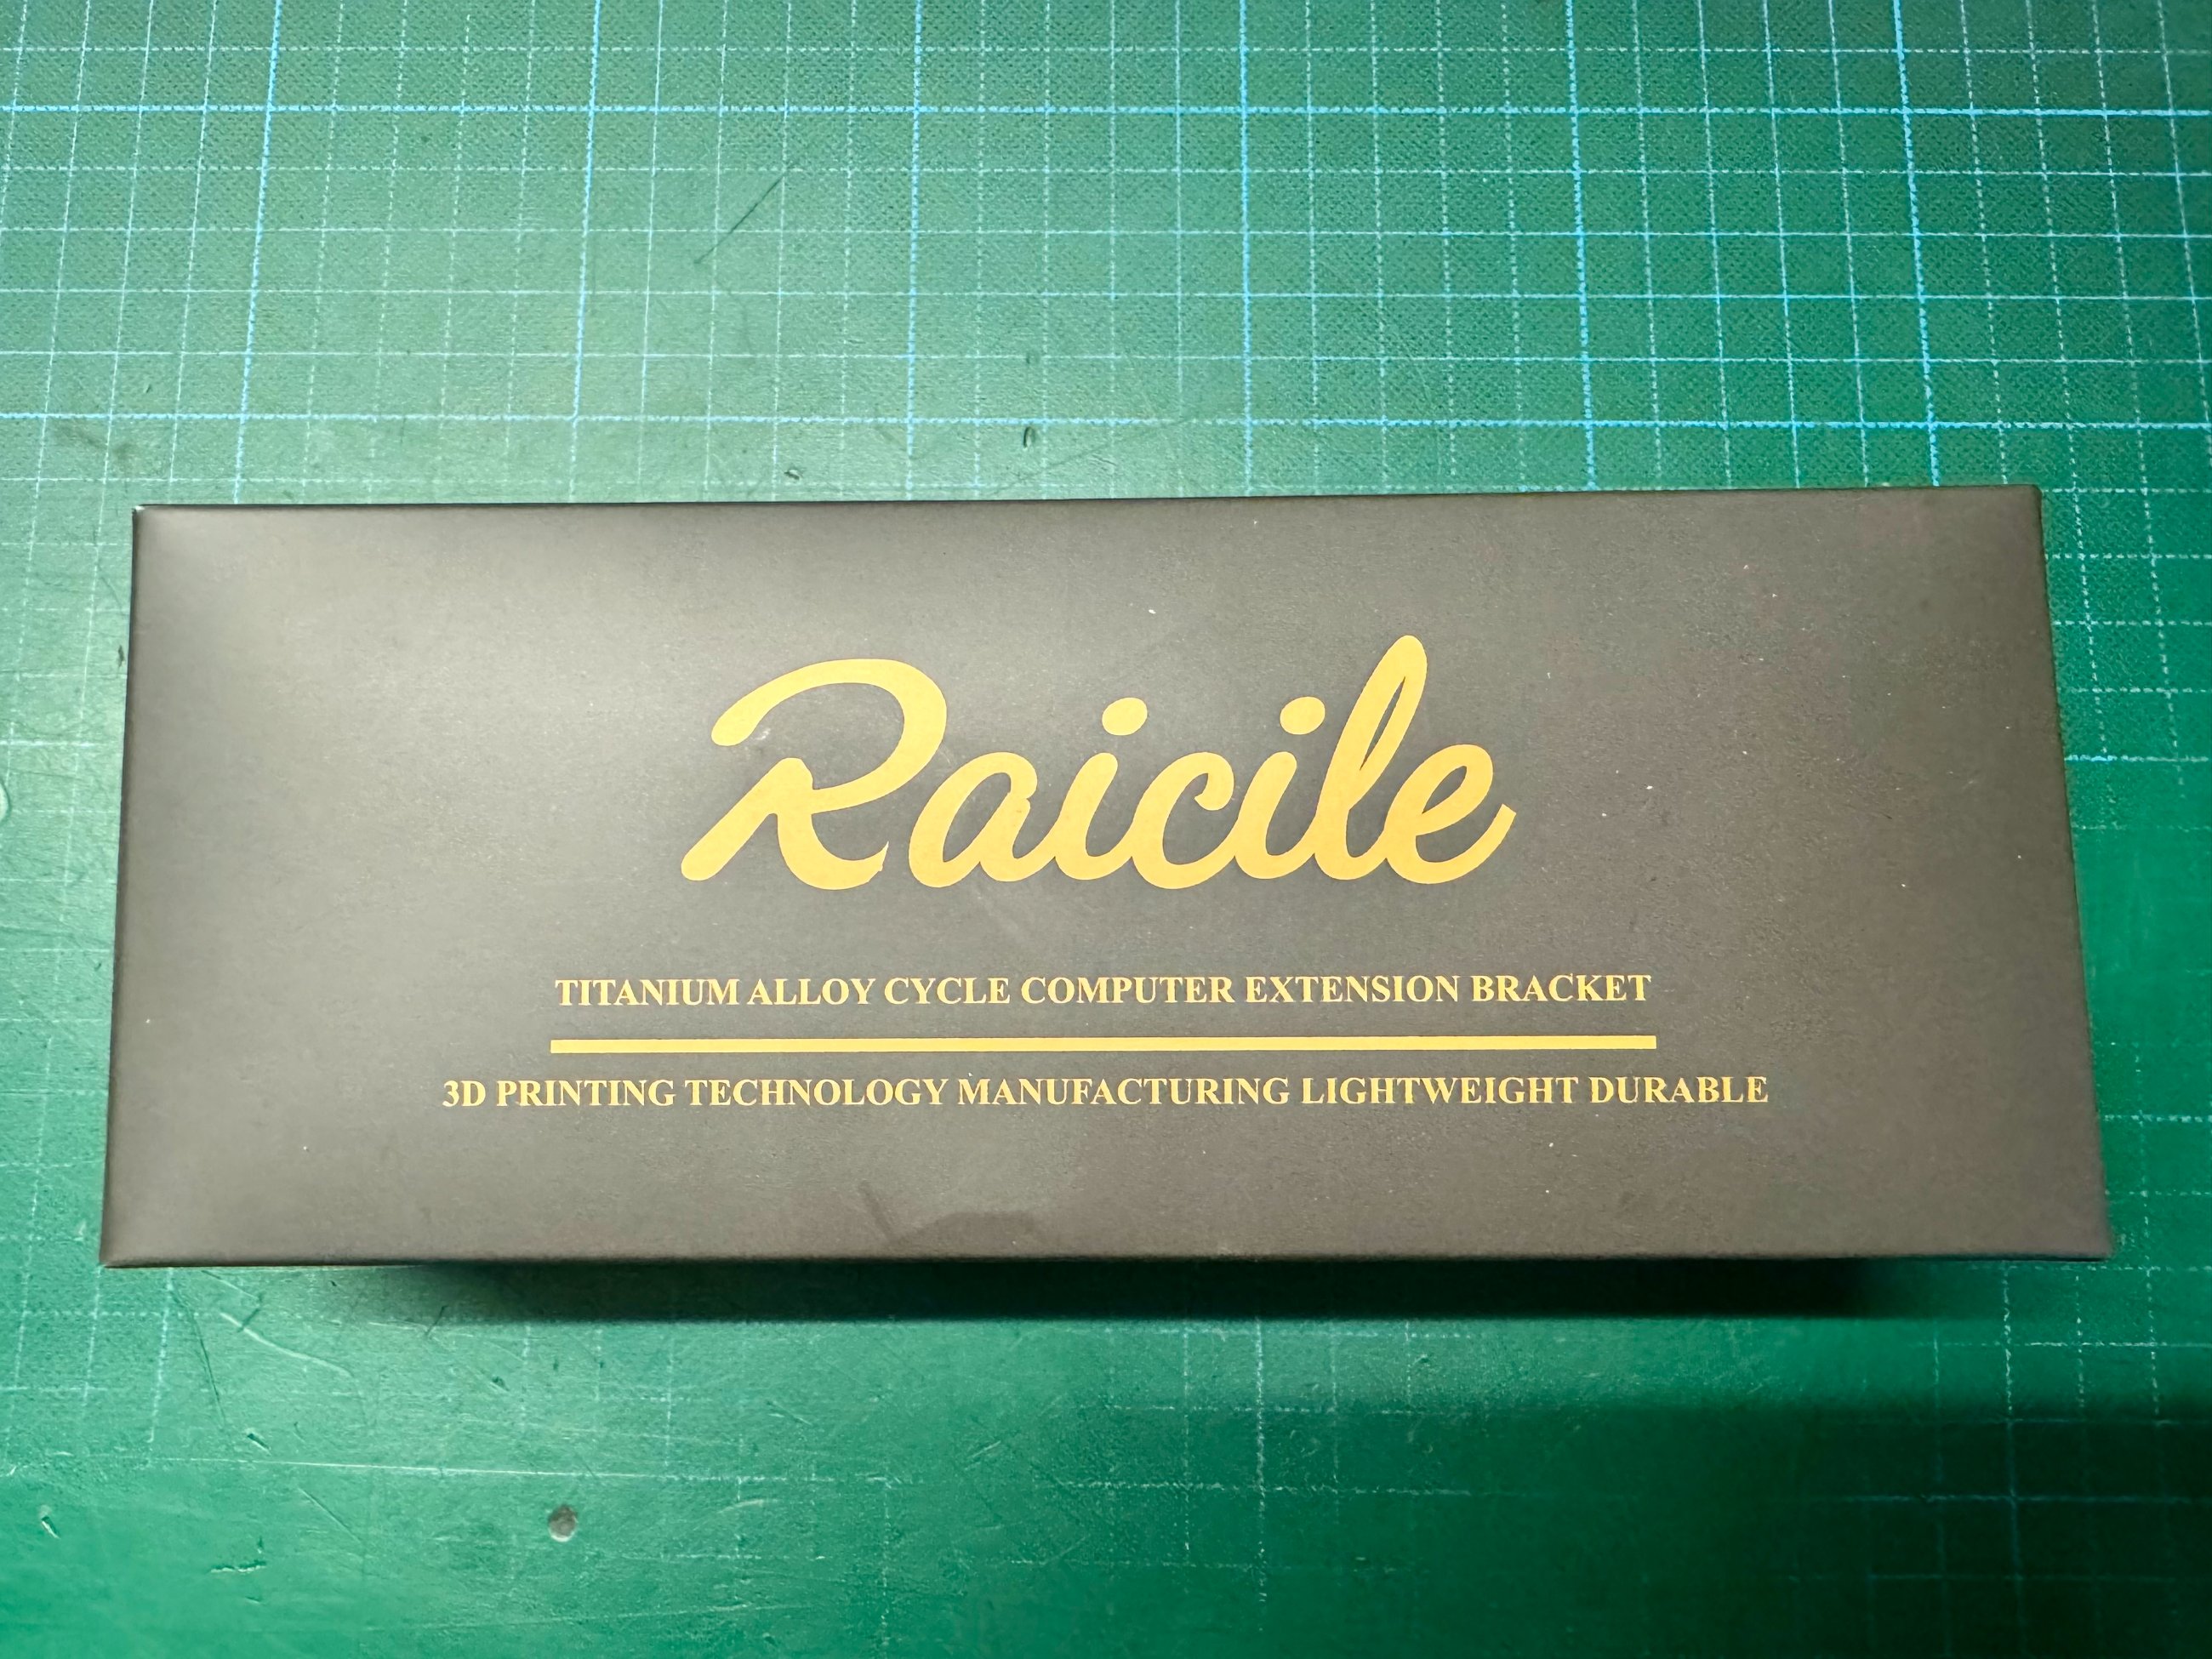 Raicile
TITANIUM ALLOY CYCLE COMPUTER EXTENSION BRACKET
3D PRINTING TECHNOLOGY MANUFACTURING LIGHTWEIGHT DURABLE